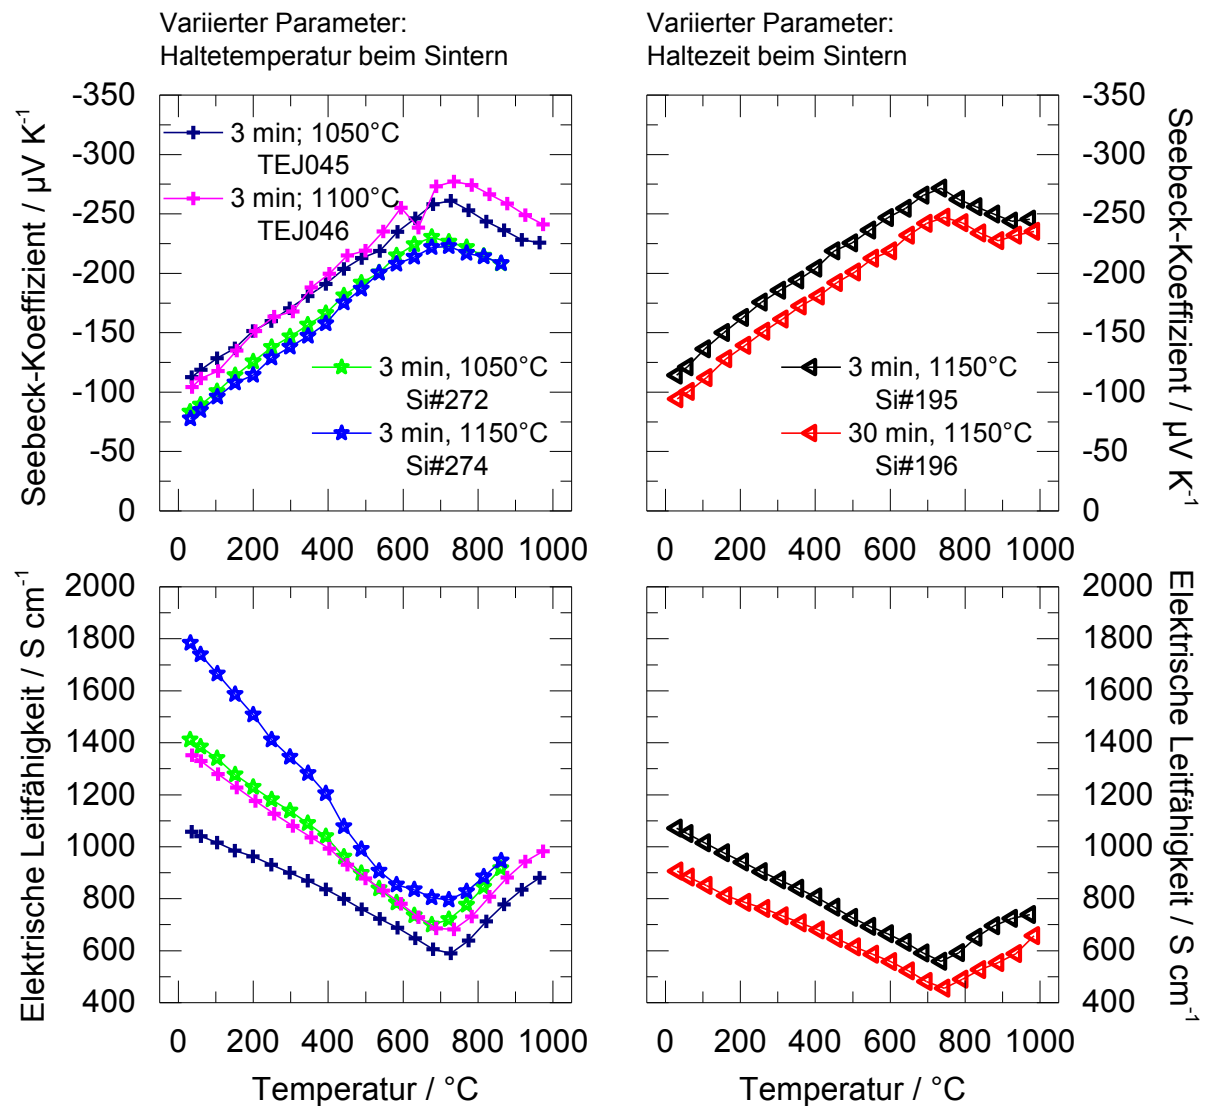 Variierter Parameter:
Haltetemperatur beim Sintern
Variierter Parameter:
Haltezeit beim Sintern
Seebeck-Koeffizient / µV K⁻¹
-350
-300
-250
-200
-150
-100
-50
0
3 min; 1050°C
TEJ045
3 min; 1100°C
TEJ046
3 min, 1050°C
Si#272
3 min, 1150°C
Si#274
0 200 400 600 800 1000
3 min, 1150°C
Si#195
30 min, 1150°C
Si#196
0 200 400 600 800 1000
-350
-300
-250
-200
-150
-100
-50
0
Seebeck-Koeffizient / µV K⁻¹
Elektrische Leitfähigkeit / S cm⁻¹
2000
1800
1600
1400
1200
1000
800
600
400
0 200 400 600 800 1000
Temperatur / °C
0 200 400 600 800 1000
Temperatur / °C
2000
1800
1600
1400
1200
1000
800
600
400
Elektrische Leitfähigkeit / S cm⁻¹